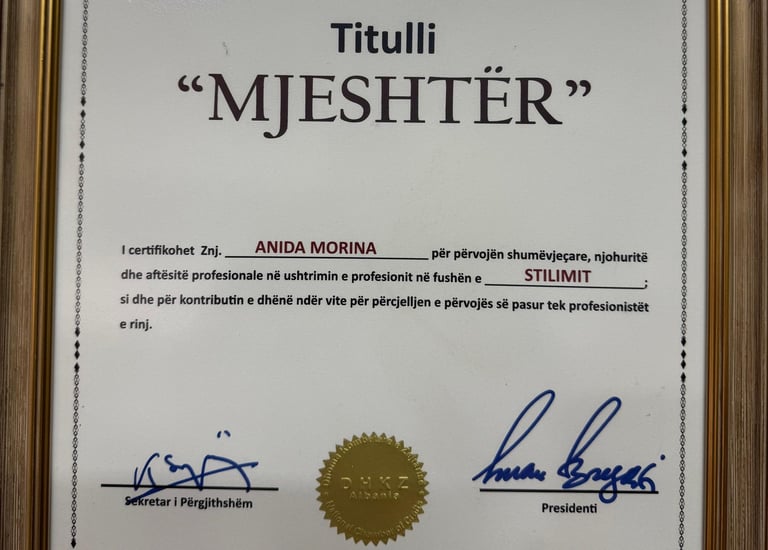 Titulli
“MJESHTËR”
I certifikohet Znj. ANIDA MORINA për përvojën shumëvjeçare, njohuritë
dhe aftësitë profesionale në ushtrimin e profesionit në fushën e STILIMIT ;
si dhe për kontributin e dhënë ndër vite për përcjelljen e përvojës së pasur tek profesionistët
e rinj.
Sekretar i Përgjithshëm
DHKZ
Albania
Presidenti